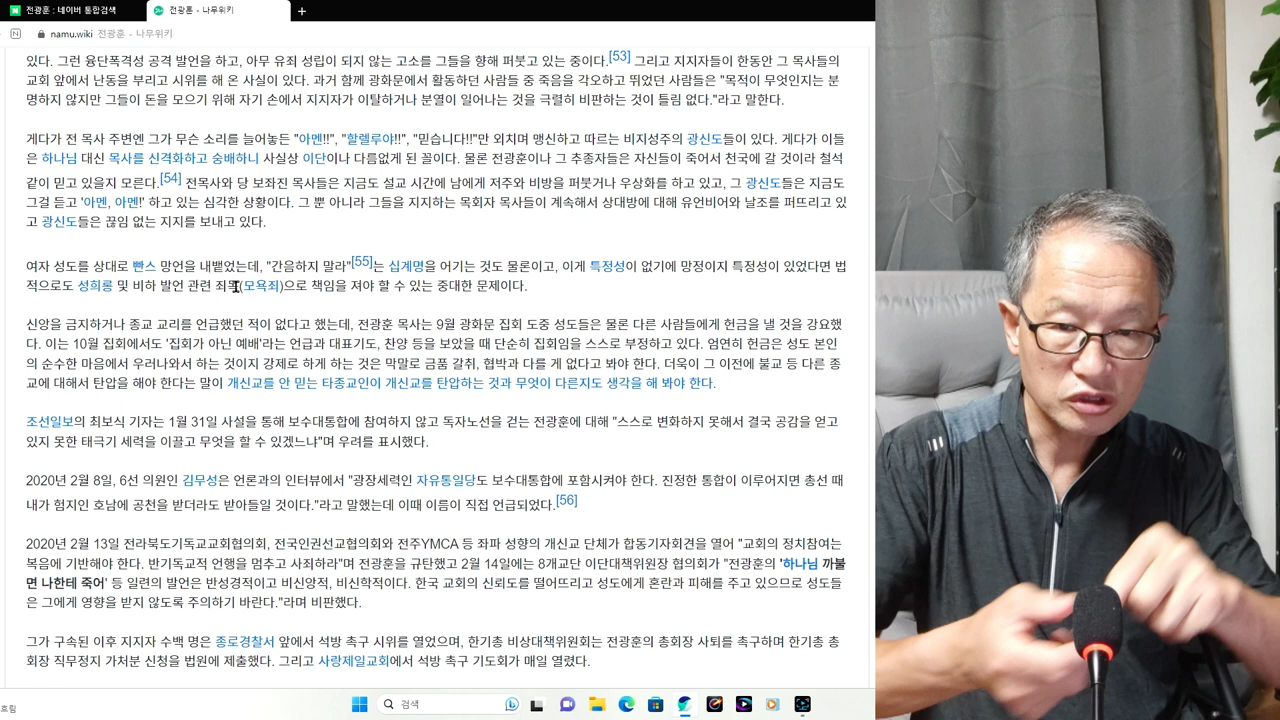 전광훈 : 네이버 통합검색
전광훈 - 나무위키
namu.wiki 전광훈 - 나무위키
있다. 그런 융단폭격성 공격 발언을 하고, 아무 유죄 성립이 되지 않는 고소를 그들을 향해 퍼붓고 있는 중이다.[53] 그리고 지지자들이 한동안 그 목사들의
교회 앞에서 난동을 부리고 시위를 해 온 사실이 있다. 과거 함께 광화문에서 활동하던 사람들 중 죽음을 각오하고 뛰었던 사람들은 "목적이 무엇인지는 분
명하지 않지만 그들이 돈을 모으기 위해 자기 손에서 지지자가 이탈하거나 분열이 일어나는 것을 극렬히 비판하는 것이 틀림 없다."라고 말한다.
게다가 전 목사 주변엔 그가 무슨 소리를 늘어놓든 "아멘!!", "할렐루야!!", "믿습니다!!"만 외치며 맹신하고 따르는 비지성주의 광신도들이 있다. 게다가 이들
은 하나님 대신 목사를 신격화하고 숭배하니 사실상 이단이나 다름없게 된 꼴이다. 물론 전광훈이나 그 추종자들은 자신들이 죽어서 천국에 갈 것이라 철석
같이 믿고 있을지 모른다.[54] 전목사와 당 보좌진 목사들은 지금도 설교 시간에 남에게 저주와 비방을 퍼붓거나 우상화를 하고 있고, 그 광신도들은 지금도
그걸 듣고 '아멘, 아멘!' 하고 있는 심각한 상황이다. 그 뿐 아니라 그들을 지지하는 목회자 목사들이 계속해서 상대방에 대해 유언비어와 날조를 퍼뜨리고 있
고 광신도들은 끊임 없는 지지를 보내고 있다.
여자 성도를 상대로 빤스 망언을 내뱉었는데, "간음하지 말라"[55]는 십계명을 어기는 것도 물론이고, 이게 특정성이 없기에 망정이지 특정성이 있었다면 법
적으로도 성희롱 및 비하 발언 관련 죄목(모욕죄)으로 책임을 져야 할 수 있는 중대한 문제이다.
신앙을 금지하거나 종교 교리를 언급했던 적이 없다고 했는데, 전광훈 목사는 9월 광화문 집회 도중 성도들은 물론 다른 사람들에게 헌금을 낼 것을 강요했
다. 이는 10월 집회에서도 '집회가 아닌 예배'라는 언급과 대표기도, 찬양 등을 보았을 때 단순히 집회임을 스스로 부정하고 있다. 엄연히 헌금은 성도 본인
의 순수한 마음에서 우러나와서 하는 것이지 강제로 하게 하는 것은 막말로 금품 갈취, 협박과 다를 게 없다고 봐야 한다. 더욱이 그 이전에 불교 등 다른 종
교에 대해서 탄압을 해야 한다는 말이 개신교를 안 믿는 타종교인이 개신교를 탄압하는 것과 무엇이 다른지도 생각을 해 봐야 한다.
조선일보의 최보식 기자는 1월 31일 사설을 통해 보수대통합에 참여하지 않고 독자노선을 걷는 전광훈에 대해 "스스로 변화하지 못해서 결국 공감을 얻고
있지 못한 태극기 세력을 이끌고 무엇을 할 수 있겠느냐"며 우려를 표시했다.
2020년 2월 8일, 6선 의원인 김무성은 언론과의 인터뷰에서 "광장세력인 자유통일당도 보수대통합에 포함시켜야 한다. 진정한 통합이 이루어지면 총선 때
내가 험지인 호남에 공천을 받더라도 받아들일 것이다."라고 말했는데 이때 이름이 직접 언급되었다.[56]
2020년 2월 13일 전라북도기독교교회협의회, 전국인권선교협의회와 전주YMCA 등 좌파 성향의 개신교 단체가 합동기자회견을 열어 "교회의 정치참여는
복음에 기반해야 한다. 반기독교적 언행을 멈추고 사죄하라"며 전광훈을 규탄했고 2월 14일에는 8개교단 이단대책위원장 협의회가 "전광훈의 '하나님 까불
면 나한테 죽어' 등 일련의 발언은 반성경적이고 비신앙적, 비신학적이다. 한국 교회의 신뢰도를 떨어뜨리고 성도에게 혼란과 피해를 주고 있으므로 성도들
은 그에게 영향을 받지 않도록 주의하기 바란다."라며 비판했다.
그가 구속된 이후 지지자 수백 명은 종로경찰서 앞에서 석방 촉구 시위를 열었으며, 한기총 비상대책위원회는 전광훈의 총회장 사퇴를 촉구하며 한기총 총
회장 직무정지 가처분 신청을 법원에 제출했다. 그리고 사랑제일교회에서 석방 촉구 기도회가 매일 열렸다.
흐림
검색